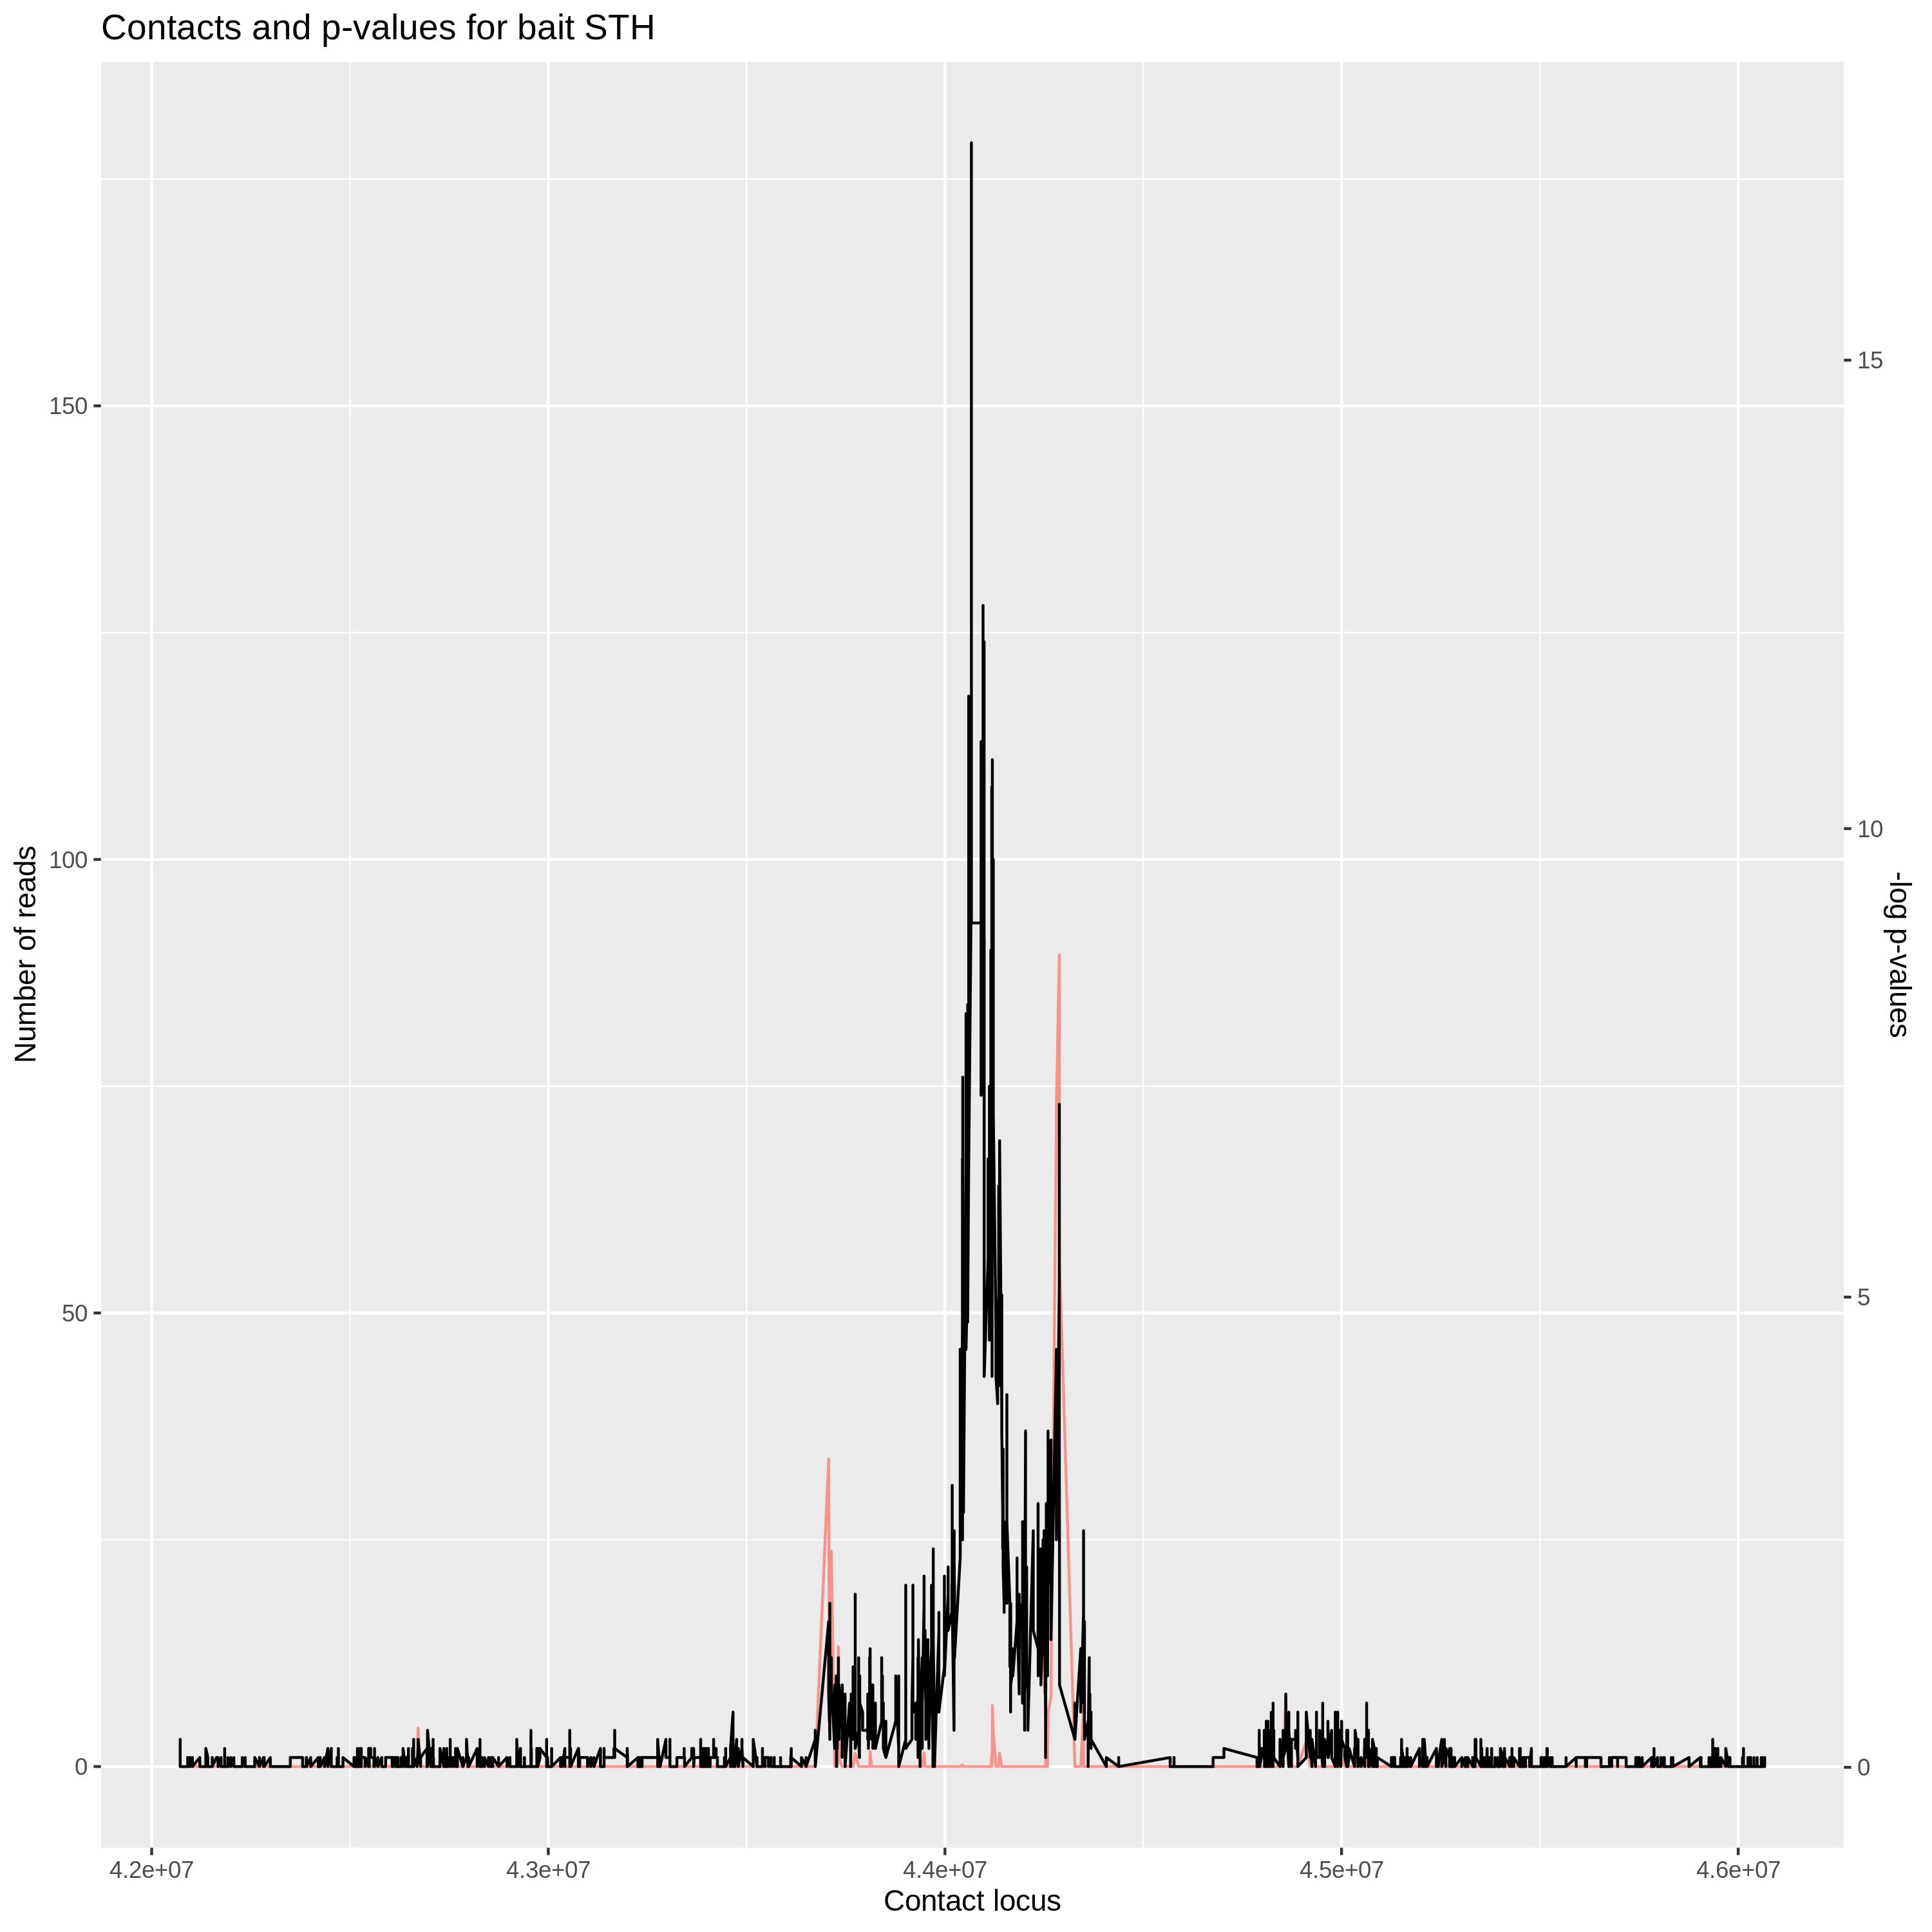 Contacts and p-values for bait STH
150
100
50
0
15
10
5
0
Number of reads
-log p-values
4.2e+07
4.3e+07
4.4e+07
4.5e+07
4.6e+07
Contact locus